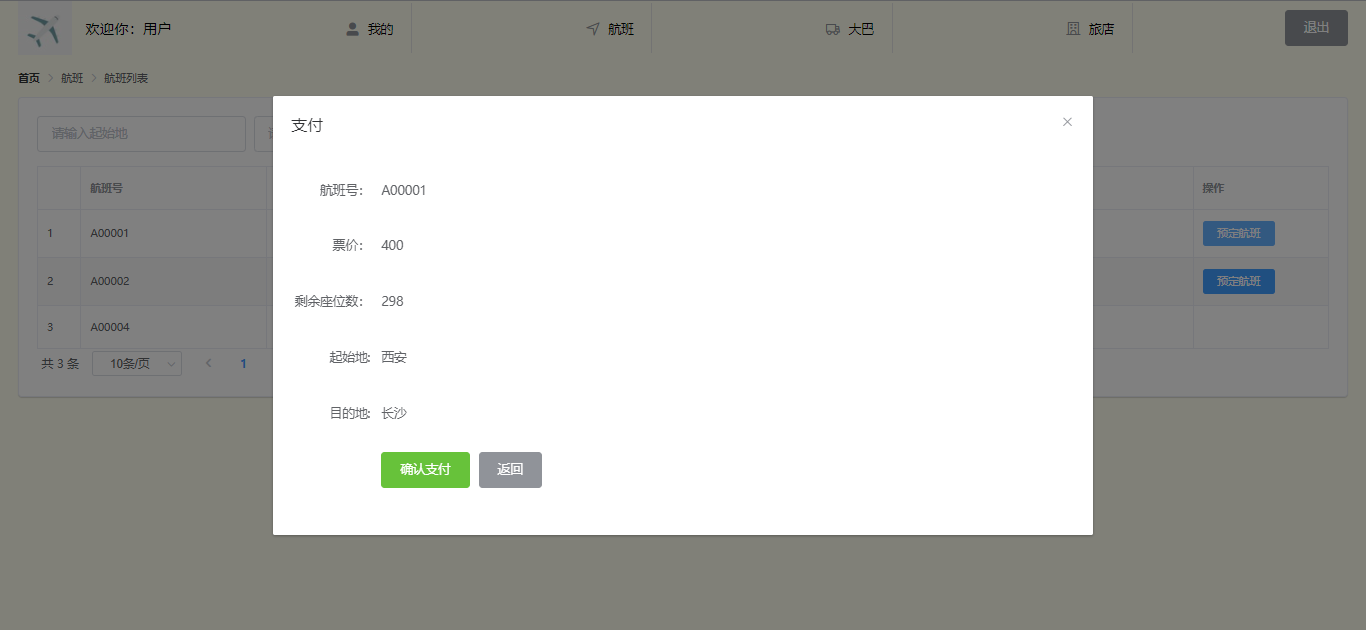 欢迎你：用户
我的
航班
大巴
旅店
退出
首页 > 航班 > 航班列表
请输入起始地
航班号
操作
1 A00001 预定航班
2 A00002 预定航班
3 A00004
共 3 条 10条/页 < 1
支付 ×
航班号： A00001
票价： 400
剩余座位数： 298
起始地: 西安
目的地: 长沙
确认支付 返回